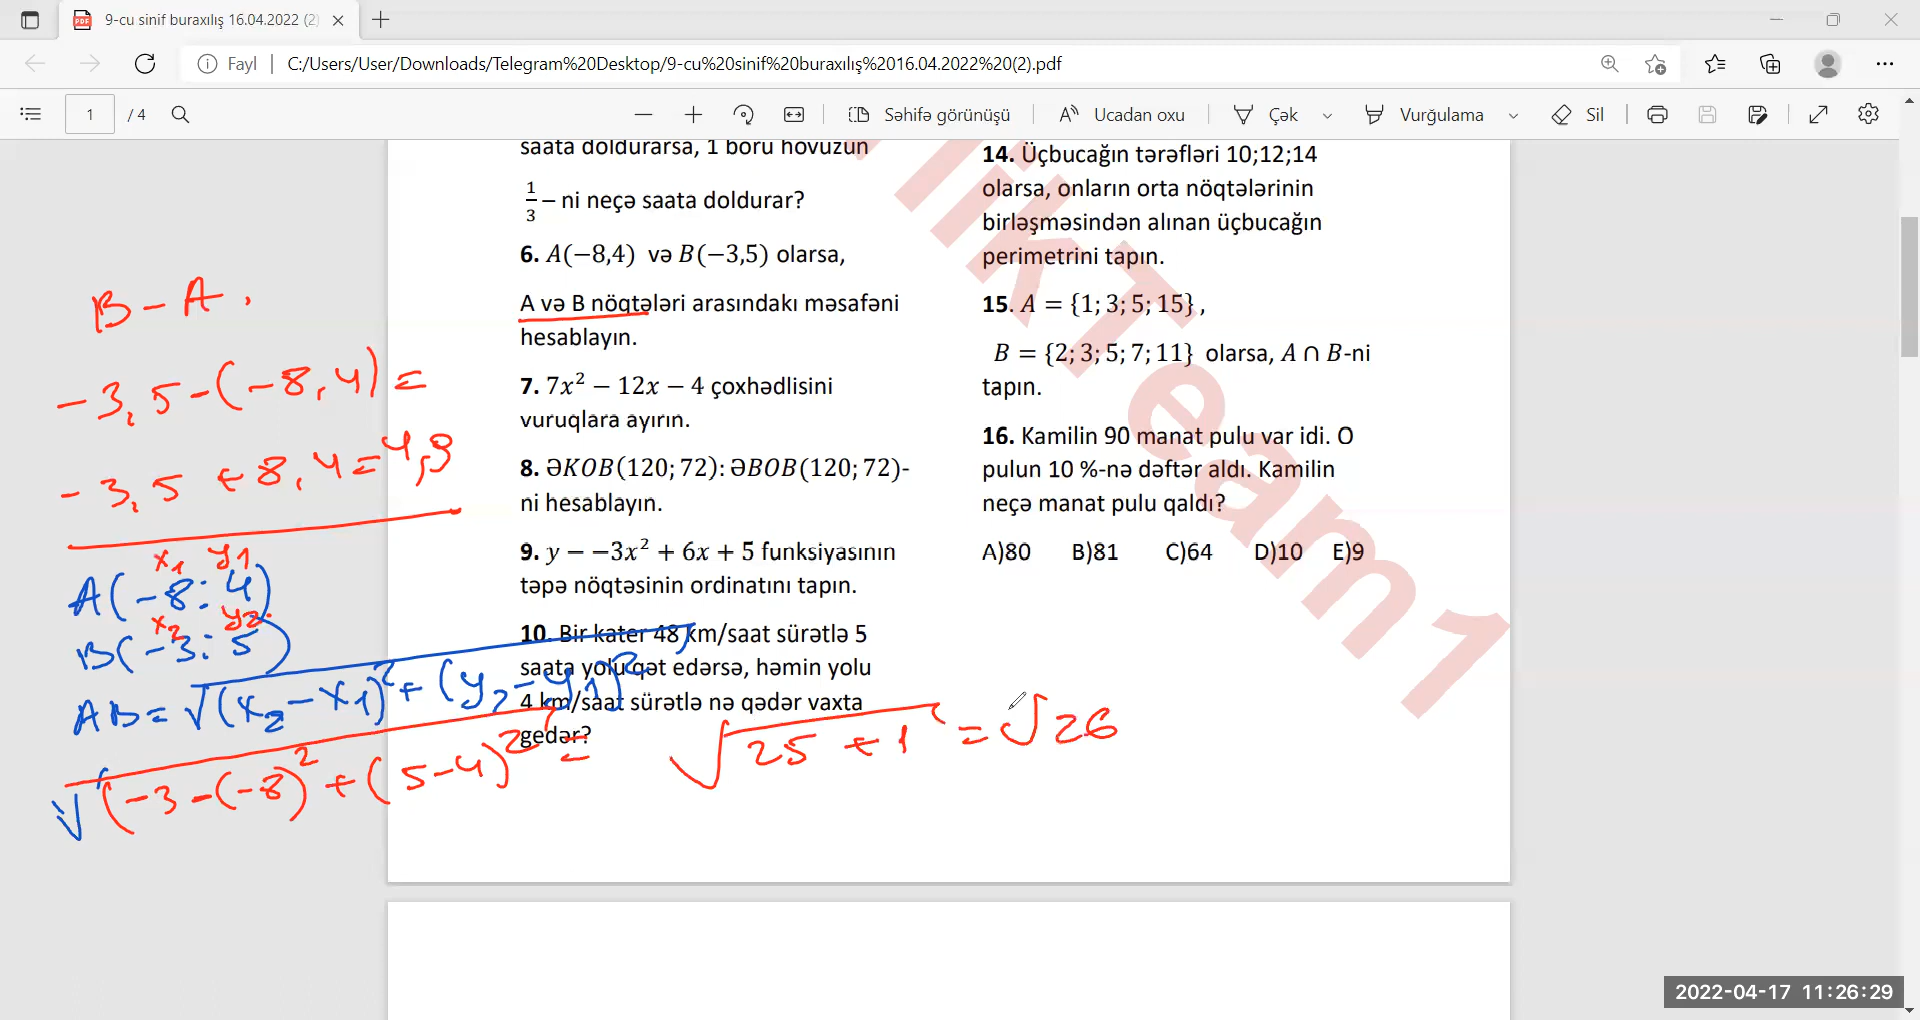 9-cu sinif buraxılış 16.04.2022 (2)
Fayl C:/Users/User/Downloads/Telegram%20Desktop/9-cu%20sinif%20buraxılış%2016.04.2022%20(2).pdf
1 / 4 Səhifə görünüşü Ucadan oxu Çək Vurğulama Sil
saata doldurarsa, 1 boru hovuzun
1/3 – ni neçə saata doldurar?
6. A(−8,4) və B(−3,5) olarsa,
A və B nöqtələri arasındakı məsafəni
hesablayın.
7. 7x² − 12x − 4 çoxhədlisini
vuruqlara ayırın.
8. ƏKOB(120; 72): ƏBOB(120; 72)-
ni hesablayın.
9. y − −3x² + 6x + 5 funksiyasının
təpə nöqtəsinin ordinatını tapın.
10. Bir kater 48 km/saat sürətlə 5
saata yolu qət edərsə, həmin yolu
4 km/saat sürətlə nə qədər vaxta
gedər?
14. Üçbucağın tərəfləri 10;12;14
olarsa, onların orta nöqtələrinin
birləşməsindən alınan üçbucağın
perimetrini tapın.
15. A = {1; 3; 5; 15},
B = {2; 3; 5; 7; 11} olarsa, A ∩ B-ni
tapın.
16. Kamilin 90 manat pulu var idi. O
pulun 10 %-nə dəftər aldı. Kamilin
neçə manat pulu qaldı?
A)80 B)81 C)64 D)10 E)9
B − A .
− 3,5 − (− 8,4) =
− 3,5 + 8,4 = 4,9
x1 y1
A(−8; 4)
x2 y2
B(−3; 5)
AB = √(x2 − x1)² + (y2 − y1)²
√(−3 − (−8)² + (5−4)² =
√25 + 1 = √26
likTeam1
2022-04-17 11:26:29